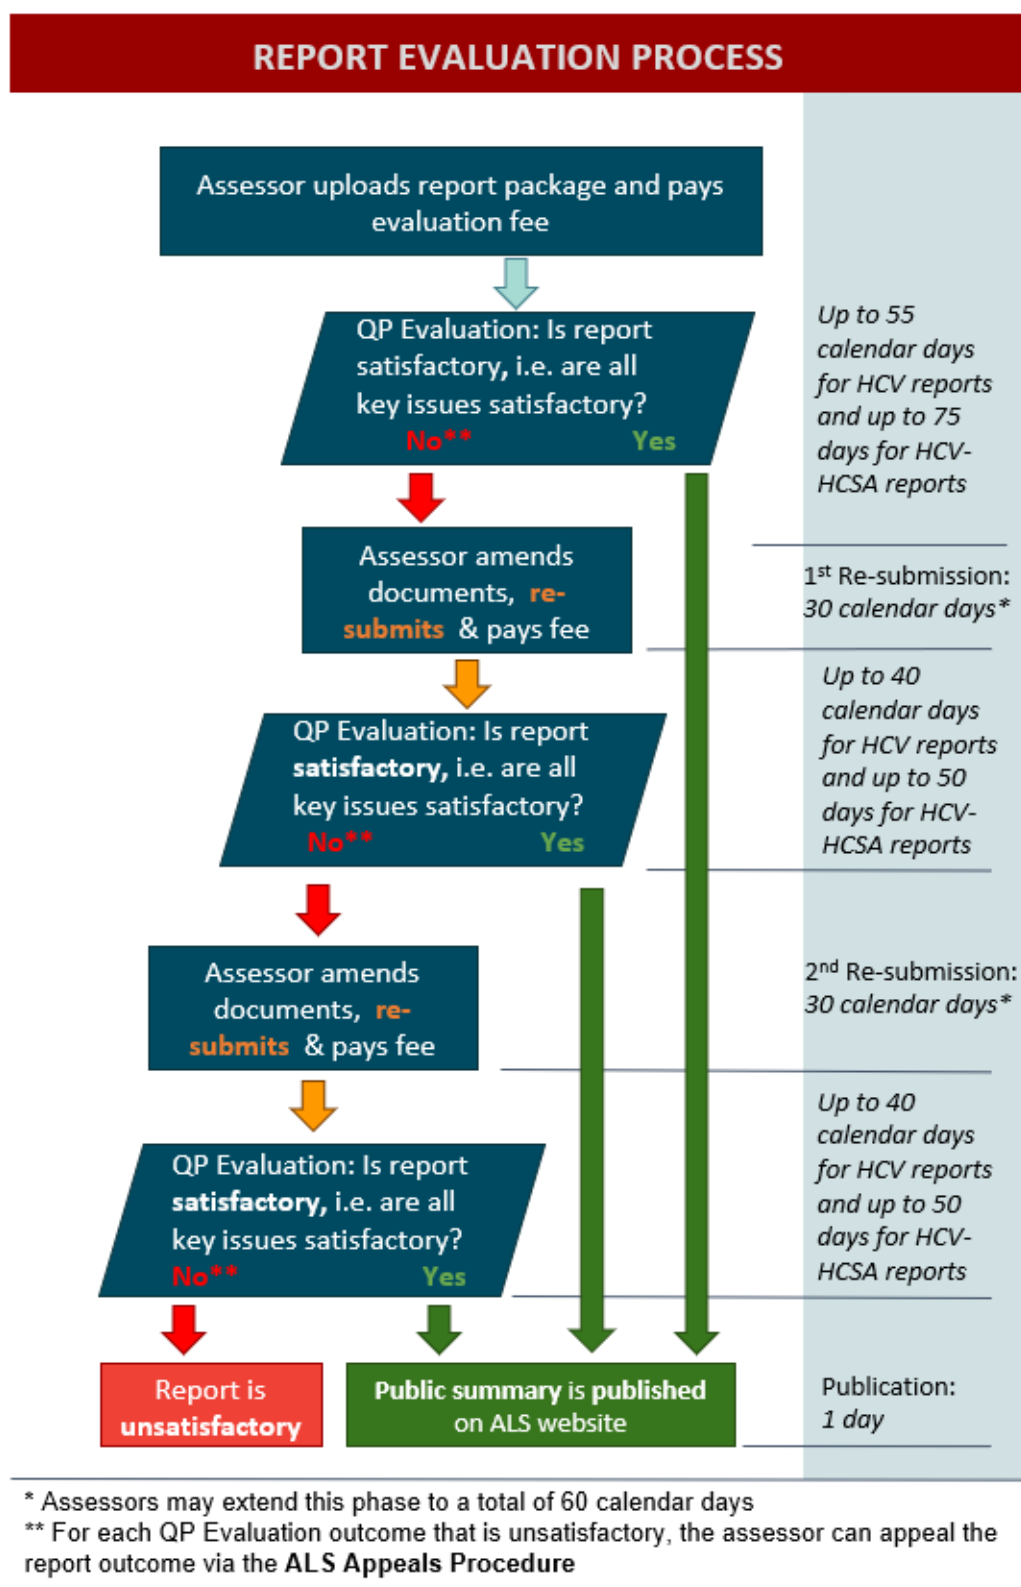 REPORT EVALUATION PROCESS
Assessor uploads report package and pays
evaluation fee
QP Evaluation: Is report
satisfactory, i.e. are all
key issues satisfactory?
No** Yes
Up to 55
calendar days
for HCV reports
and up to 75
days for HCV-
HCSA reports
Assessor amends
documents, re-
submits & pays fee
1st Re-submission:
30 calendar days*
QP Evaluation: Is report
satisfactory, i.e. are all
key issues satisfactory?
No** Yes
Up to 40
calendar days
for HCV reports
and up to 50
days for HCV-
HCSA reports
Assessor amends
documents, re-
submits & pays fee
2nd Re-submission:
30 calendar days*
QP Evaluation: Is report
satisfactory, i.e. are all
key issues satisfactory?
No** Yes
Up to 40
calendar days
for HCV reports
and up to 50
days for HCV-
HCSA reports
Report is
unsatisfactory
Public summary is published
on ALS website
Publication:
1 day
* Assessors may extend this phase to a total of 60 calendar days
** For each QP Evaluation outcome that is unsatisfactory, the assessor can appeal the
report outcome via the ALS Appeals Procedure